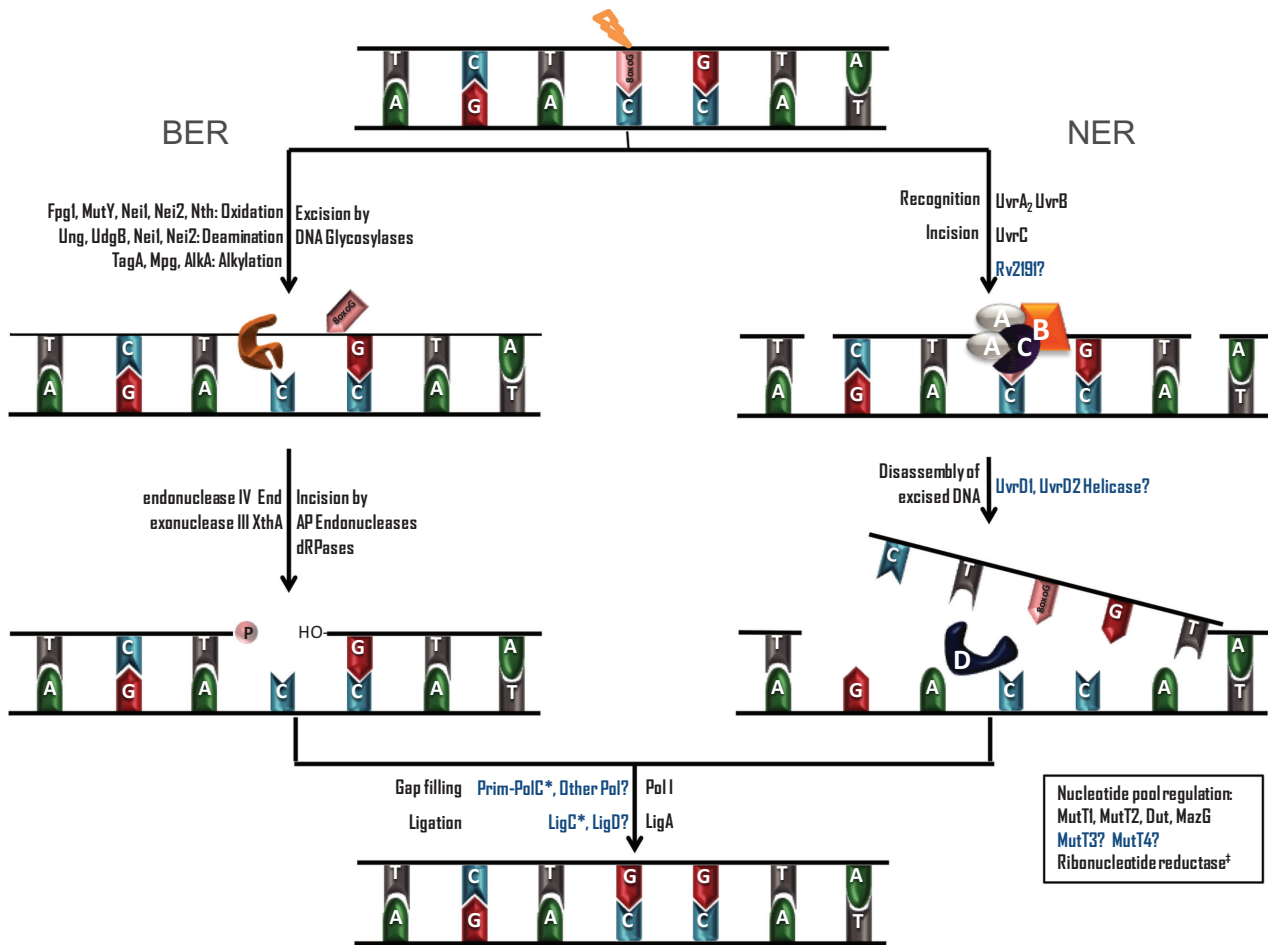 T C T 8oxoG G T A
A G A C C A T
BER
NER
Fpg1, MutY, Nei1, Nei2, Nth: Oxidation
Ung, UdgB, Nei1, Nei2: Deamination
TagA, Mpg, AlkA: Alkylation
Excision by
DNA Glycosylases
Recognition
Incision
UvrA2 UvrB
UvrC
Rv2191?
8oxoG
T C T G T A
A G A C C A T
A B
A C
T C T G T A
A G A C C A T
endonuclease IV End
exonuclease III XthA
Incision by
AP Endonucleases
dRPases
Disassembly of
excised DNA
UvrD1, UvrD2 Helicase?
P HO-
T C T G T A
A G A C C A T
C T 8oxoG G T
D
T A
A G A C C A T
Gap filling Prim-PolC*, Other Pol? Pol I
Ligation LigC*, LigD? LigA
Nucleotide pool regulation:
MutT1, MutT2, Dut, MazG
MutT3? MutT4?
Ribonucleotide reductase‡
T C T G G T A
A G A C C A T